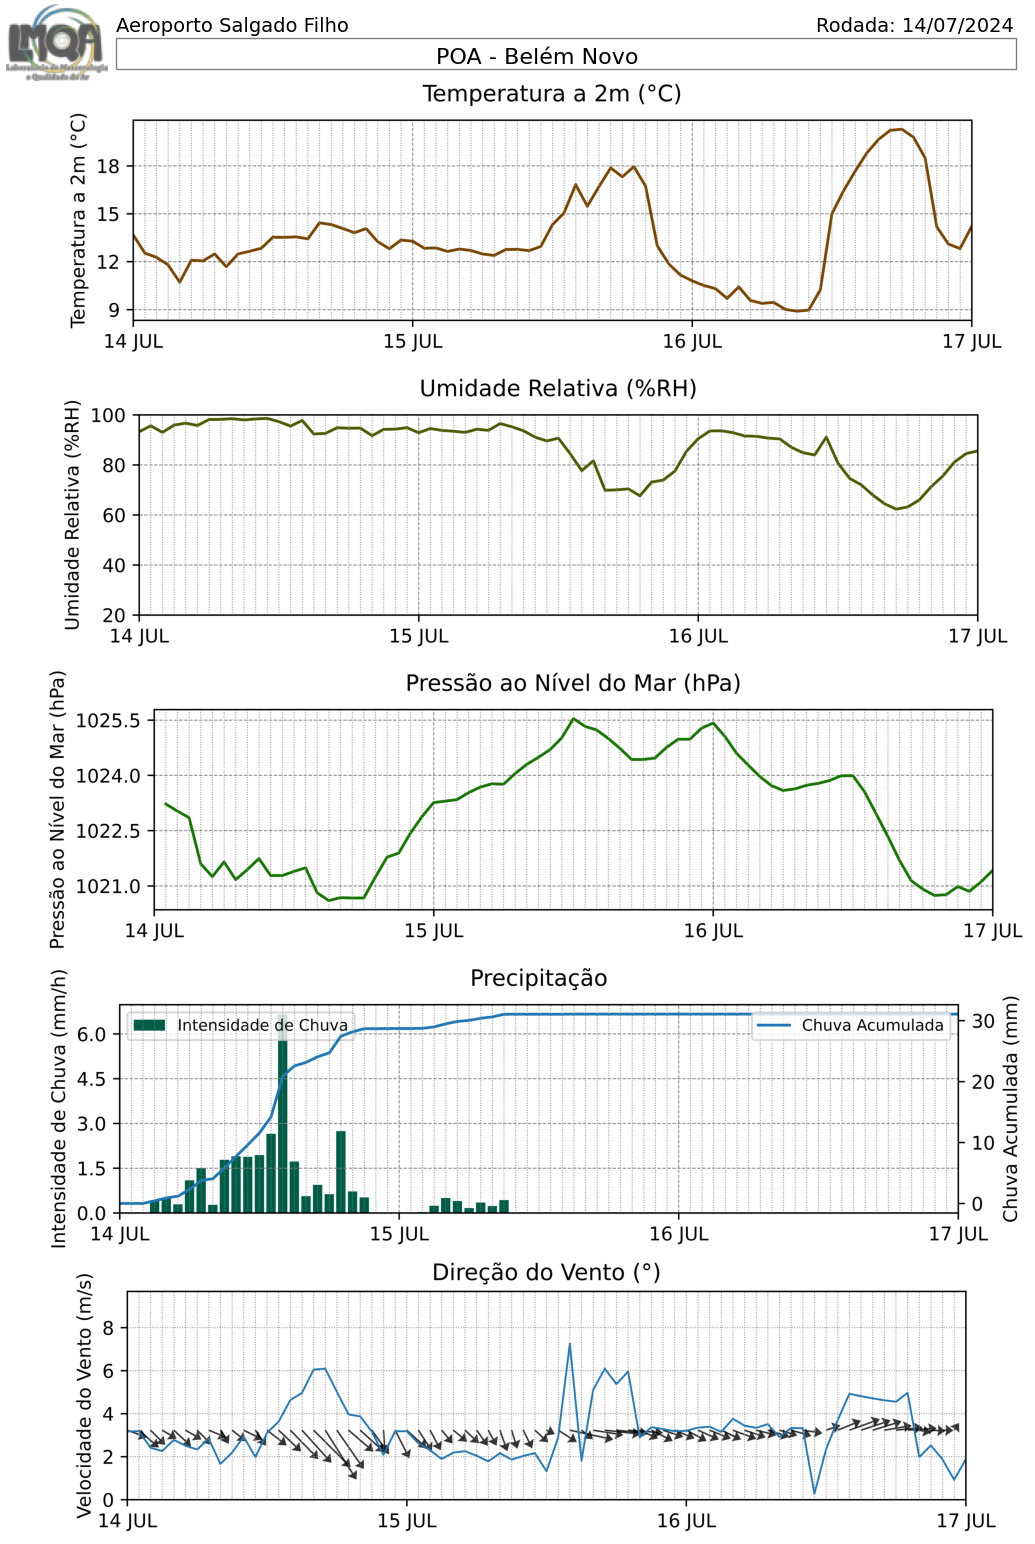 LMQA
Laboratório de Meteorologia
e Qualidade do Ar
Aeroporto Salgado Filho
Rodada: 14/07/2024
POA - Belém Novo
Temperatura a 2m (°C)
Temperatura a 2m (°C)
18
15
12
9
14 JUL
15 JUL
16 JUL
17 JUL
Umidade Relativa (%RH)
Umidade Relativa (%RH)
100
80
60
40
20
14 JUL
15 JUL
16 JUL
17 JUL
Pressão ao Nível do Mar (hPa)
Pressão ao Nível do Mar (hPa)
1025.5
1024.0
1022.5
1021.0
14 JUL
15 JUL
16 JUL
17 JUL
Precipitação
Intensidade de Chuva (mm/h)
6.0
4.5
3.0
1.5
0.0
Intensidade de Chuva
Chuva Acumulada
30
20
10
0
Chuva Acumulada (mm)
14 JUL
15 JUL
16 JUL
17 JUL
Direção do Vento (°)
Velocidade do Vento (m/s)
8
6
4
2
0
14 JUL
15 JUL
16 JUL
17 JUL